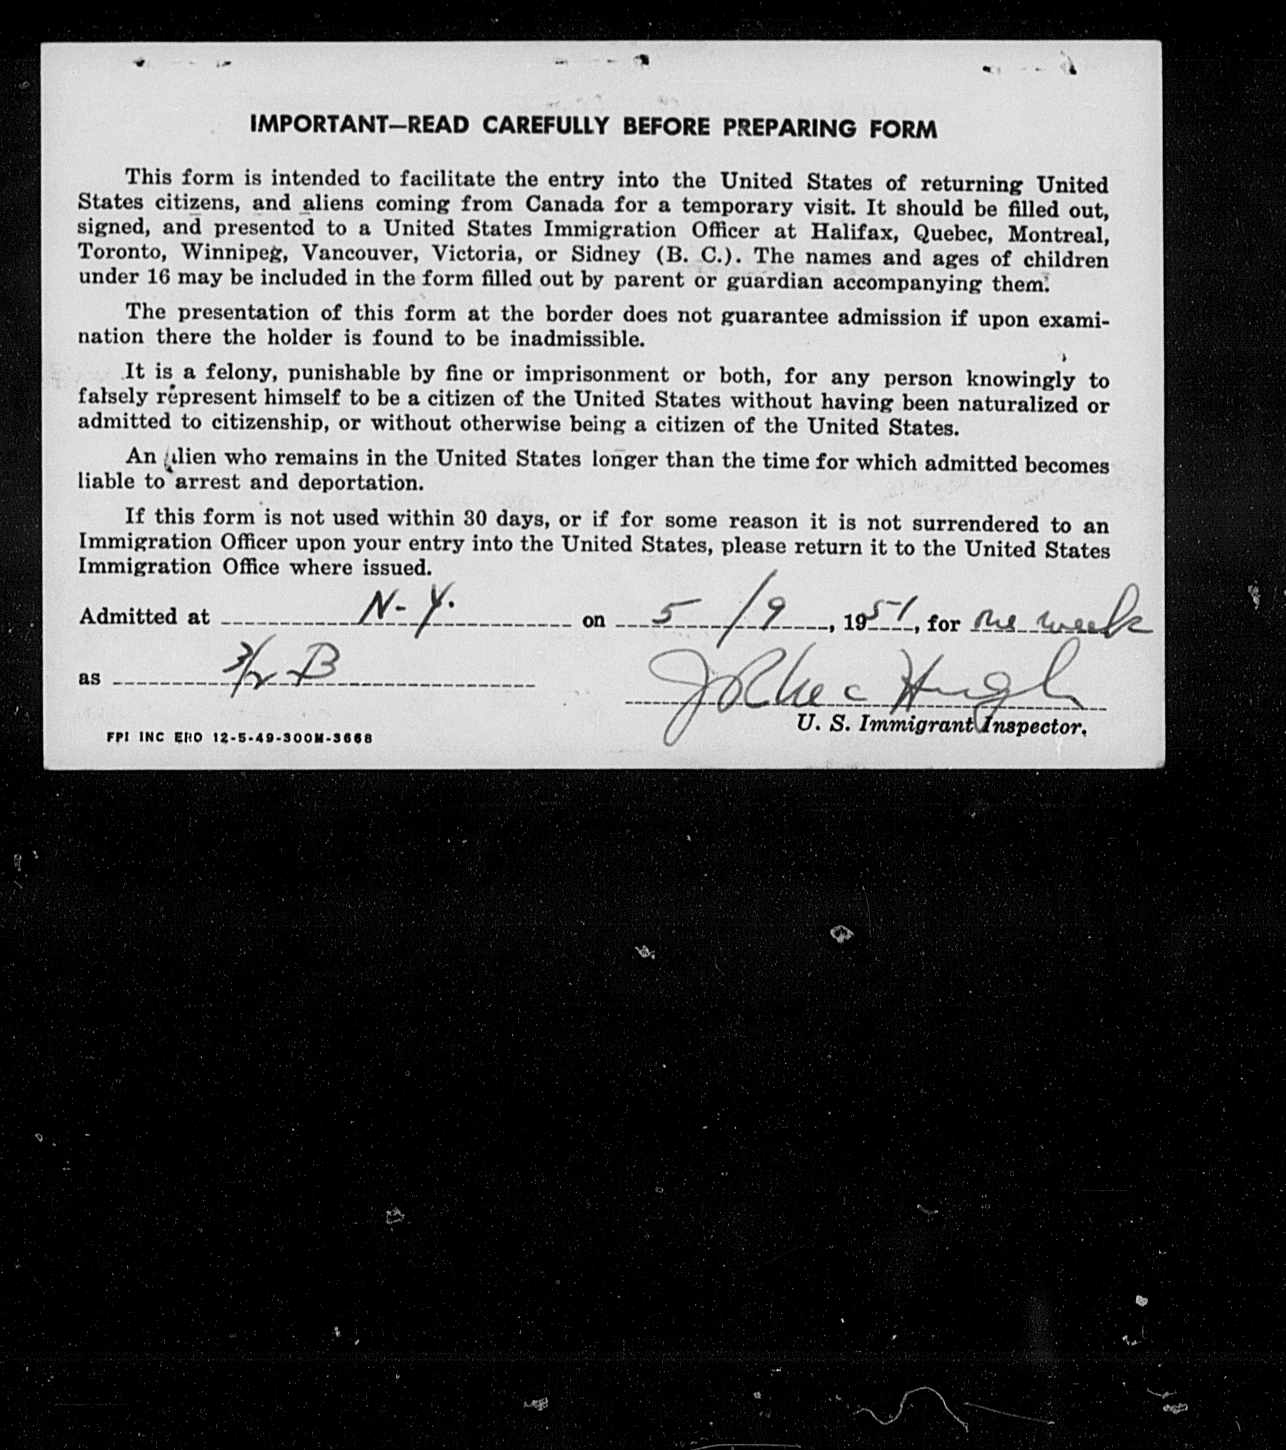 IMPORTANT—READ CAREFULLY BEFORE PREPARING FORM
This form is intended to facilitate the entry into the United States of returning United
States citizens, and aliens coming from Canada for a temporary visit. It should be filled out,
signed, and presented to a United States Immigration Officer at Halifax, Quebec, Montreal,
Toronto, Winnipeg, Vancouver, Victoria, or Sidney (B. C.). The names and ages of children
under 16 may be included in the form filled out by parent or guardian accompanying them.
The presentation of this form at the border does not guarantee admission if upon exami-
nation there the holder is found to be inadmissible.
It is a felony, punishable by fine or imprisonment or both, for any person knowingly to
falsely represent himself to be a citizen of the United States without having been naturalized or
admitted to citizenship, or without otherwise being a citizen of the United States.
An alien who remains in the United States longer than the time for which admitted becomes
liable to arrest and deportation.
If this form is not used within 30 days, or if for some reason it is not surrendered to an
Immigration Officer upon your entry into the United States, please return it to the United States
Immigration Office where issued.
Admitted at N-Y. on 5/9, 1951, for one week
as 3/2 B
U. S. Immigrant Inspector.
FPI INC ERO 12-5-49-300M-3668